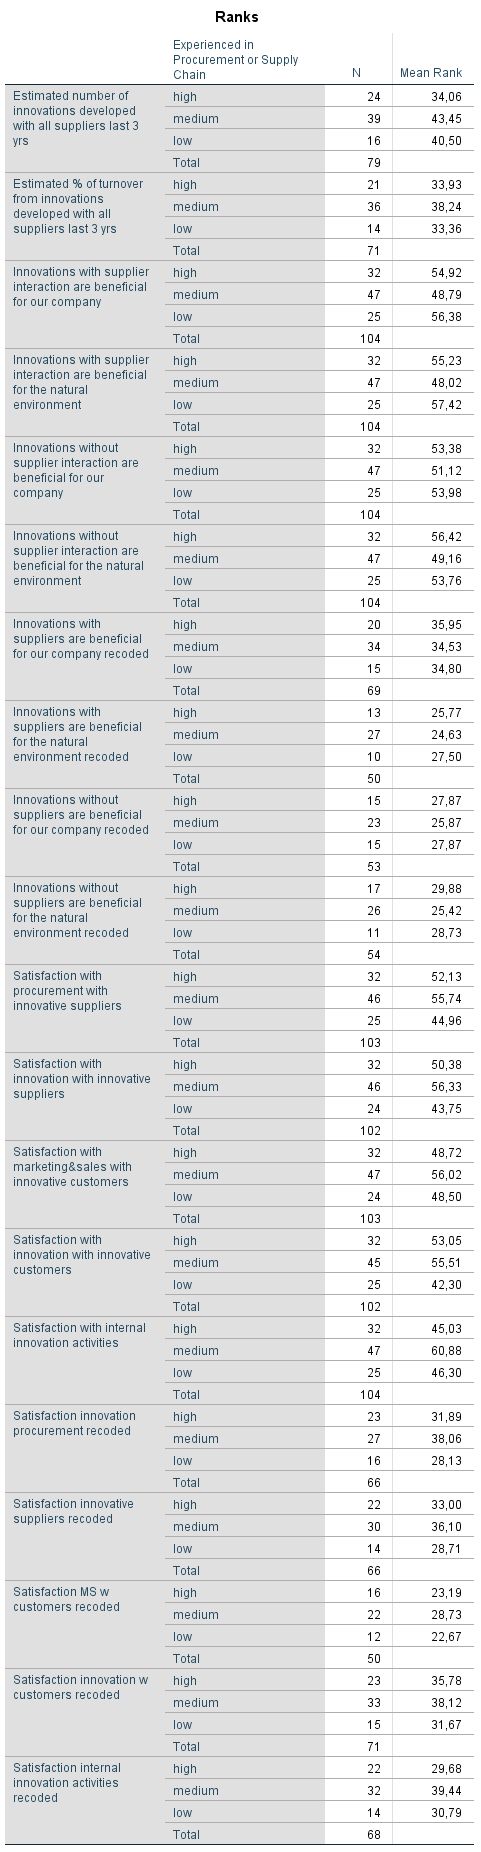 Ranks
Experienced in
Procurement or Supply
Chain N Mean Rank
Estimated number of
innovations developed
with all suppliers last 3
yrs
high 24 34,06
medium 39 43,45
low 16 40,50
Total 79
Estimated % of turnover
from innovations
developed with all
suppliers last 3 yrs
high 21 33,93
medium 36 38,24
low 14 33,36
Total 71
Innovations with supplier
interaction are beneficial
for our company
high 32 54,92
medium 47 48,79
low 25 56,38
Total 104
Innovations with supplier
interaction are beneficial
for the natural
environment
high 32 55,23
medium 47 48,02
low 25 57,42
Total 104
Innovations without
supplier interaction are
beneficial for our
company
high 32 53,38
medium 47 51,12
low 25 53,98
Total 104
Innovations without
supplier interaction are
beneficial for the natural
environment
high 32 56,42
medium 47 49,16
low 25 53,76
Total 104
Innovations with
suppliers are beneficial
for our company recoded
high 20 35,95
medium 34 34,53
low 15 34,80
Total 69
Innovations with
suppliers are beneficial
for the natural
environment recoded
high 13 25,77
medium 27 24,63
low 10 27,50
Total 50
Innovations without
suppliers are beneficial
for our company recoded
high 15 27,87
medium 23 25,87
low 15 27,87
Total 53
Innovations without
suppliers are beneficial
for the natural
environment recoded
high 17 29,88
medium 26 25,42
low 11 28,73
Total 54
Satisfaction with
procurement with
innovative suppliers
high 32 52,13
medium 46 55,74
low 25 44,96
Total 103
Satisfaction with
innovation with innovative
suppliers
high 32 50,38
medium 46 56,33
low 24 43,75
Total 102
Satisfaction with
marketing&sales with
innovative customers
high 32 48,72
medium 47 56,02
low 24 48,50
Total 103
Satisfaction with
innovation with innovative
customers
high 32 53,05
medium 45 55,51
low 25 42,30
Total 102
Satisfaction with internal
innovation activities
high 32 45,03
medium 47 60,88
low 25 46,30
Total 104
Satisfaction innovation
procurement recoded
high 23 31,89
medium 27 38,06
low 16 28,13
Total 66
Satisfaction innovative
suppliers recoded
high 22 33,00
medium 30 36,10
low 14 28,71
Total 66
Satisfaction MS w
customers recoded
high 16 23,19
medium 22 28,73
low 12 22,67
Total 50
Satisfaction innovation w
customers recoded
high 23 35,78
medium 33 38,12
low 15 31,67
Total 71
Satisfaction internal
innovation activities
recoded
high 22 29,68
medium 32 39,44
low 14 30,79
Total 68